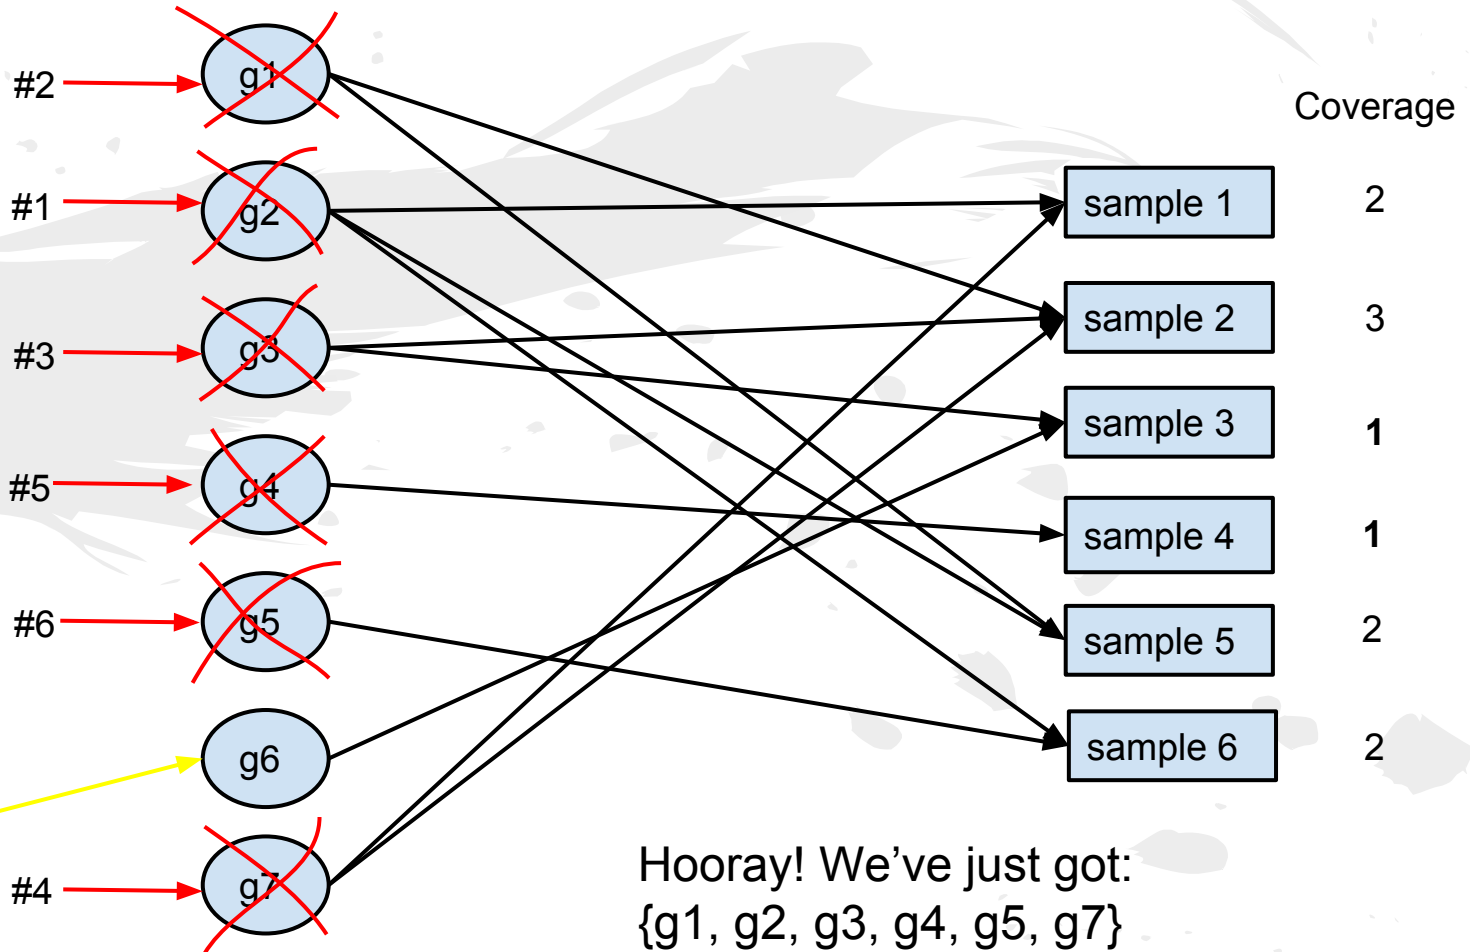 Coverage
#2 g1
#1 g2 sample 1 2
#3 g3 sample 2 3
sample 3 1
#5 g4 sample 4 1
#6 g5 sample 5 2
g6 sample 6 2
#4 g7
Hooray! We’ve just got:
{g1, g2, g3, g4, g5, g7}